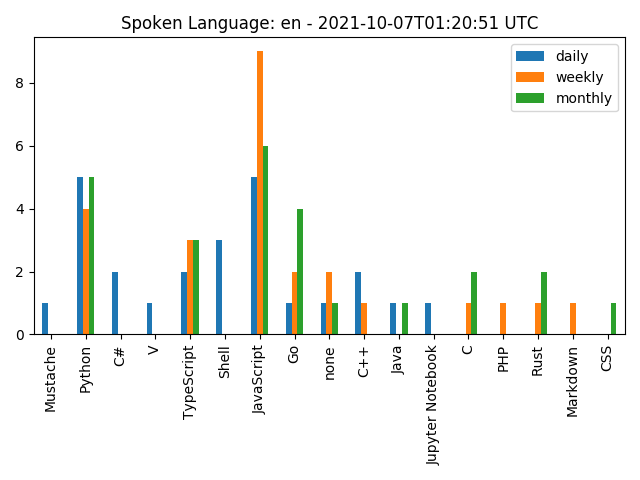 Spoken Language: en - 2021-10-07T01:20:51 UTC
daily
weekly
monthly
8
6
4
2
0
Mustache
Python
C#
V
TypeScript
Shell
JavaScript
Go
none
C++
Java
Jupyter Notebook
C
PHP
Rust
Markdown
CSS